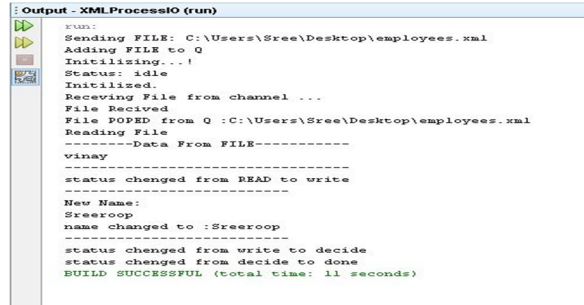 Output - XMLProcessIO (run)
run:
Sending FILE: C:\Users\Sree\Desktop\employees.xml
Adding FILE to Q
Initilizing...!
Status: idle
Initilized.
Receving File from channel ...
File Recived
File POPED from Q :C:\Users\Sree\Desktop\employees.xml
Reading File
--------Data From FILE-----------
vinay
---------------------------------
status changed from READ to write
--------------------------
New Name:
Sreeroop
name changed to :Sreeroop
--------------------------
status chenged from write to decide
status chenged from decide to done
BUILD SUCCESSFUL (total time: 11 seconds)